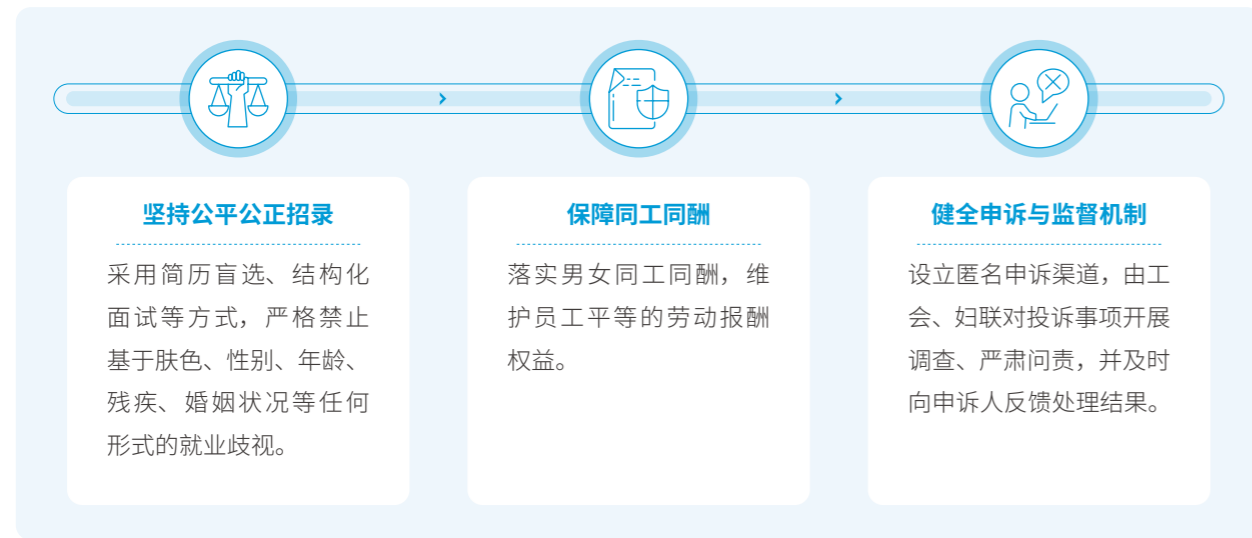 坚持公平公正招录
采用简历盲选、结构化
面试等方式，严格禁止
基于肤色、性别、年龄、
残疾、婚姻状况等任何
形式的就业歧视。
保障同工同酬
落实男女同工同酬，维
护员工平等的劳动报酬
权益。
健全申诉与监督机制
设立匿名申诉渠道，由工
会、妇联对投诉事项开展
调查、严肃问责，并及时
向申诉人反馈处理结果。